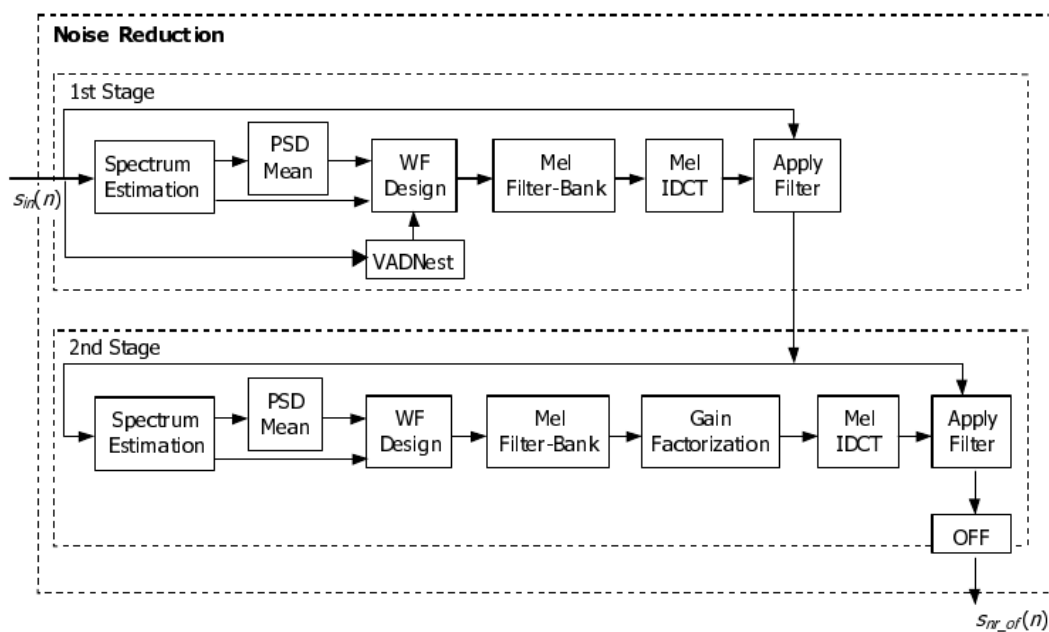 Noise Reduction
1st Stage
Spectrum
Estimation
PSD
Mean
WF
Design
Mel
Filter-Bank
Mel
IDCT
Apply
Filter
s_in(n)
VADNest
2nd Stage
Spectrum
Estimation
PSD
Mean
WF
Design
Mel
Filter-Bank
Gain
Factorization
Mel
IDCT
Apply
Filter
OFF
s_nr_of(n)